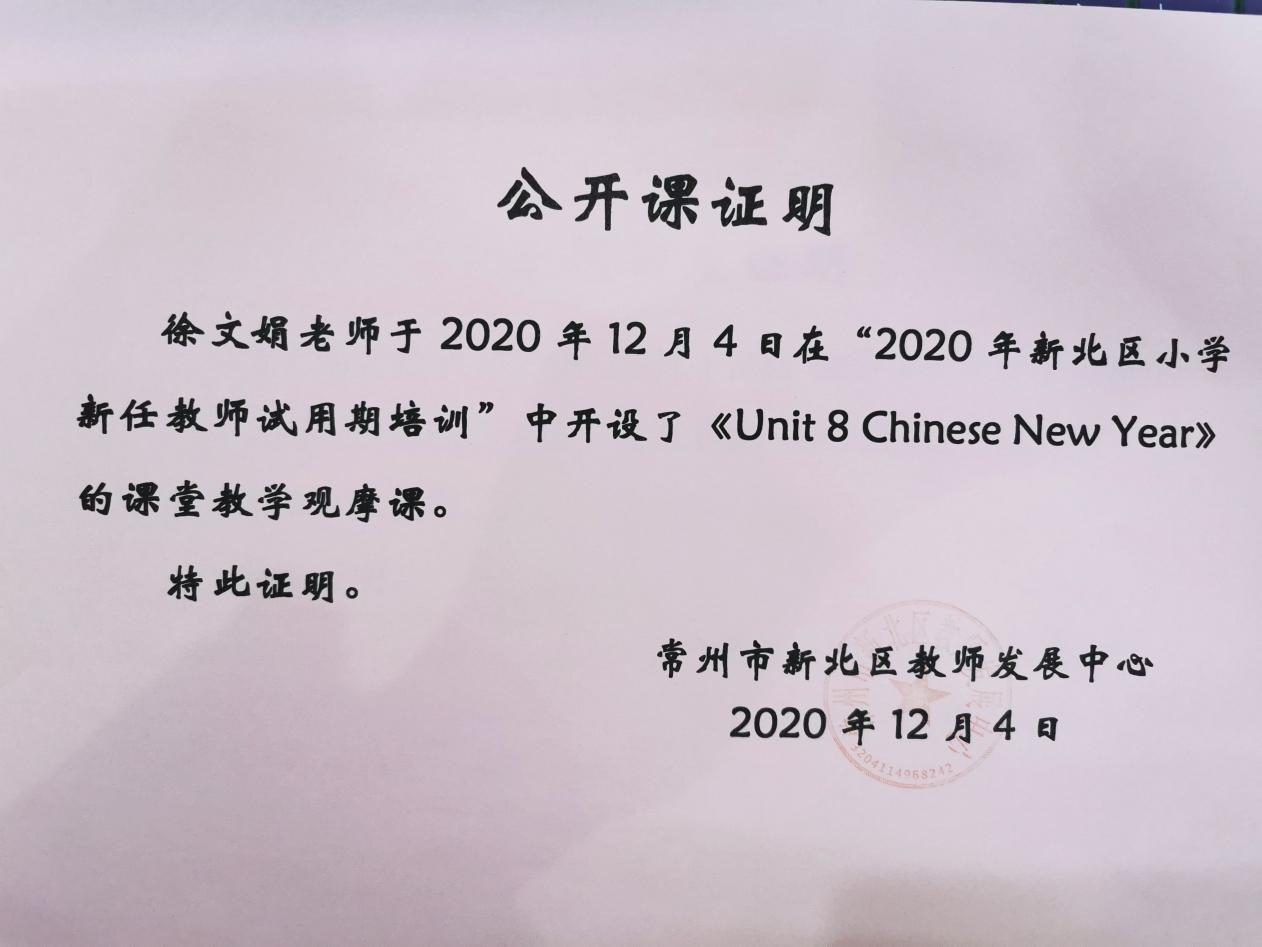 公开课证明
徐文娟老师于 2020 年 12 月 4 日在“2020 年新北区小学
新任教师试用期培训”中开设了《Unit 8 Chinese New Year》
的课堂教学观摩课。
特此证明。
常州市新北区教师发展中心
2020 年 12 月 4 日
3204114968242